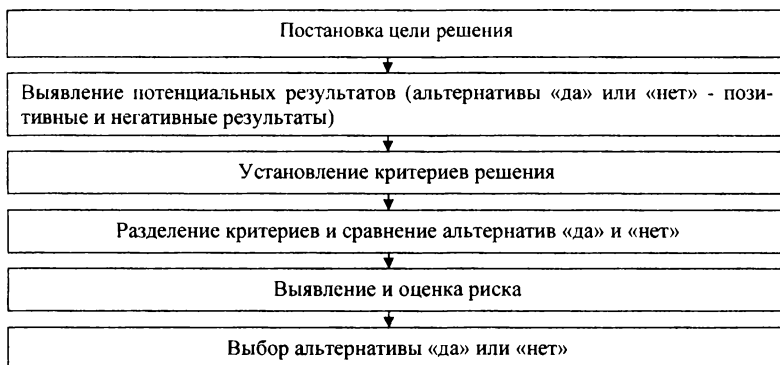 Постановка цели решения
Выявление потенциальных результатов (альтернативы «да» или «нет» - пози-
тивные и негативные результаты)
Установление критериев решения
Разделение критериев и сравнение альтернатив «да» и «нет»
Выявление и оценка риска
Выбор альтернативы «да» или «нет»